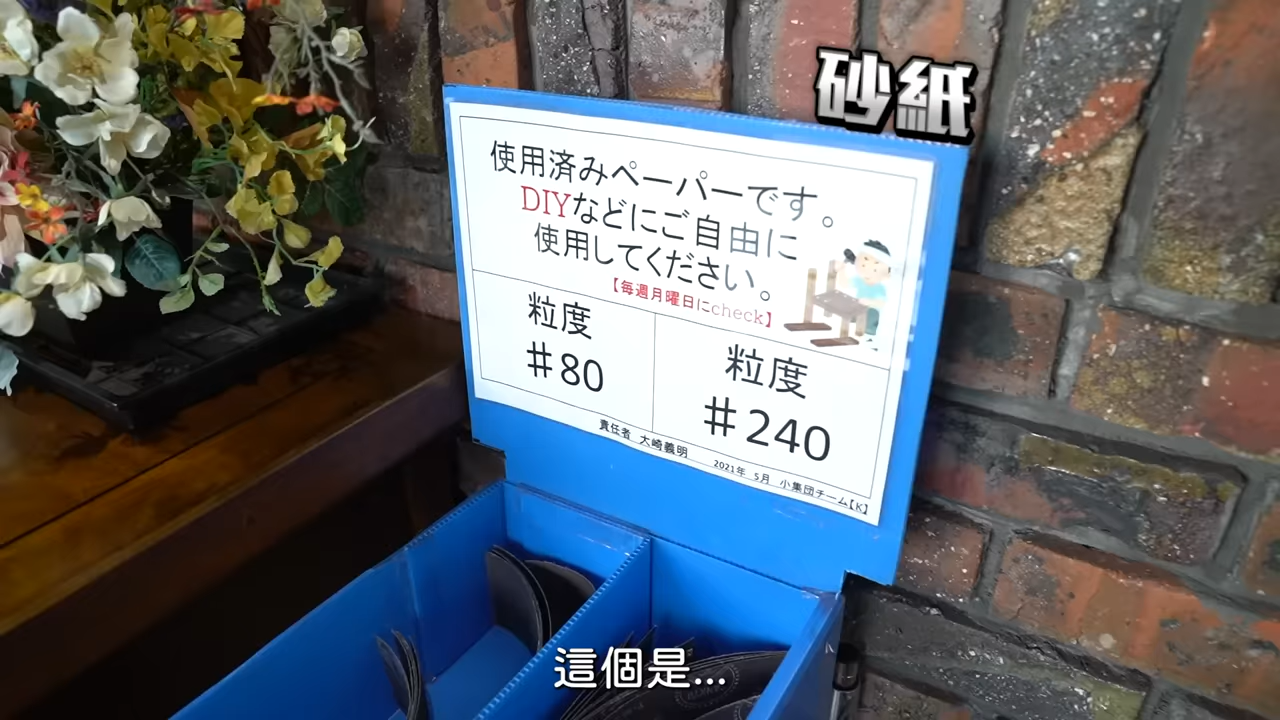 砂紙
使用済みペーパーです。
DIYなどにご自由に
使用してください。
【毎週月曜日にcheck】
粒度
#80
粒度
#240
責任者 大崎義明 2021年 5月 小集団チーム【K】
這個是...